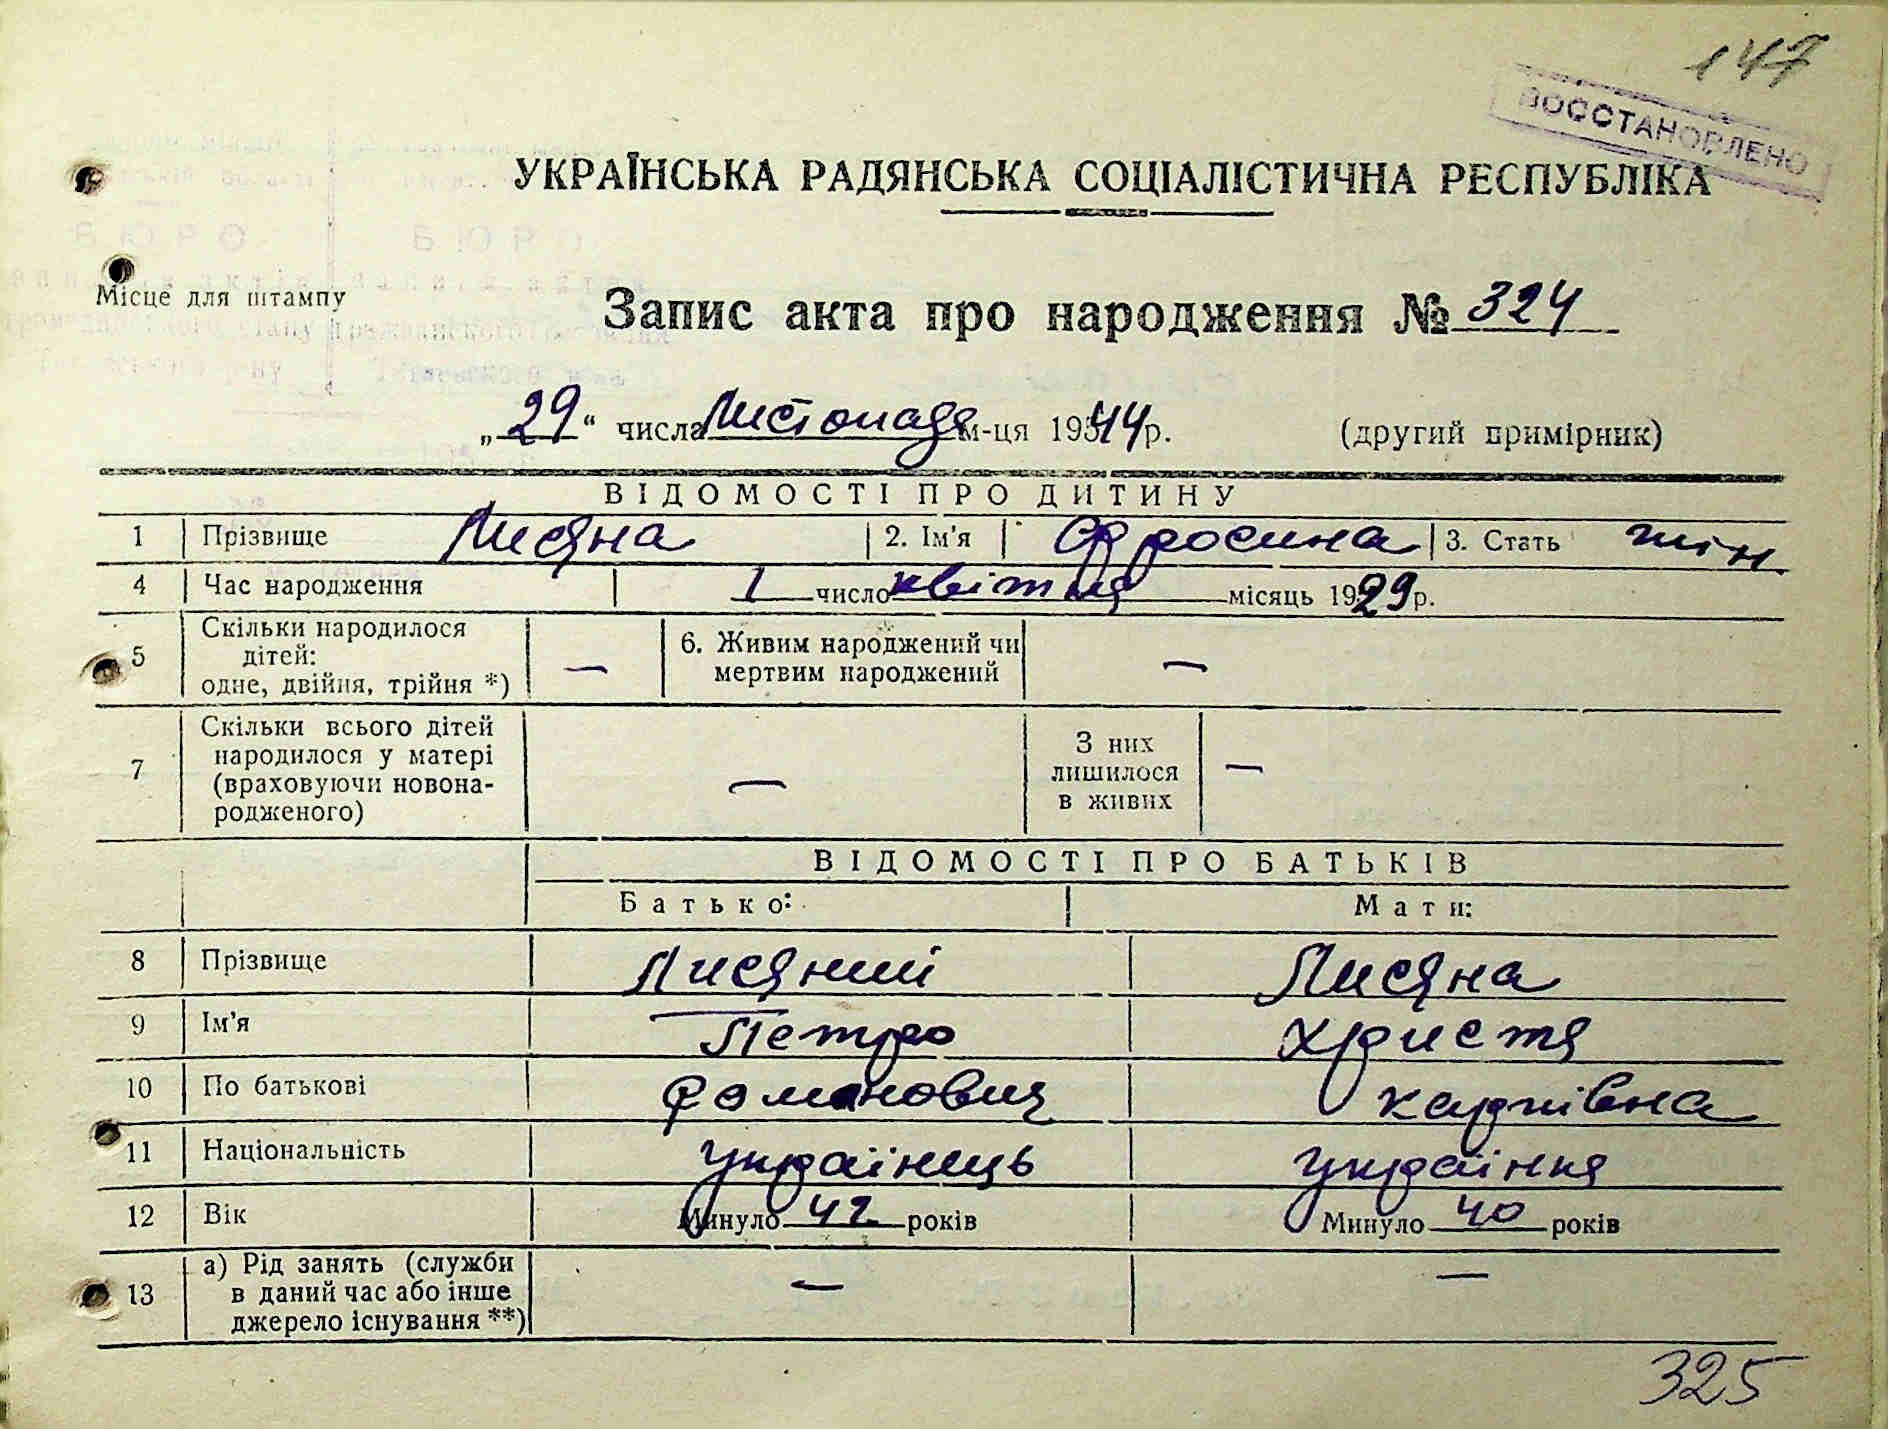 147
ВОССТАНОВЛЕНО
УКРАЇНСЬКА РАДЯНСЬКА СОЦІАЛІСТИЧНА РЕСПУБЛІКА
Місце для штампу
Запис акта про народження № 324
„29“ числа Листопада м-ця 1944 р. (другий примірник)
ВІДОМОСТІ ПРО ДИТИНУ
1 Прізвище Лисяна 2. Ім'я Єфросина 3. Стать жін
4 Час народження 1 число квітня місяць 1929 р.
5 Скільки народилося дітей: одне, двійня, трійня *) — 6. Живим народжений чи мертвим народжений —
7 Скільки всього дітей народилося у матері (враховуючи новонародженого) — З них лишилося в живих —
ВІДОМОСТІ ПРО БАТЬКІВ
Батько: Мати:
8 Прізвище Лисяний Лисяна
9 Ім'я Петро Христя
10 По батькові Романович Карпівна
11 Національність українець українка
12 Вік Минуло 42 років Минуло 40 років
13 а) Рід занять (служби в даний час або інше джерело існування **) — —
325